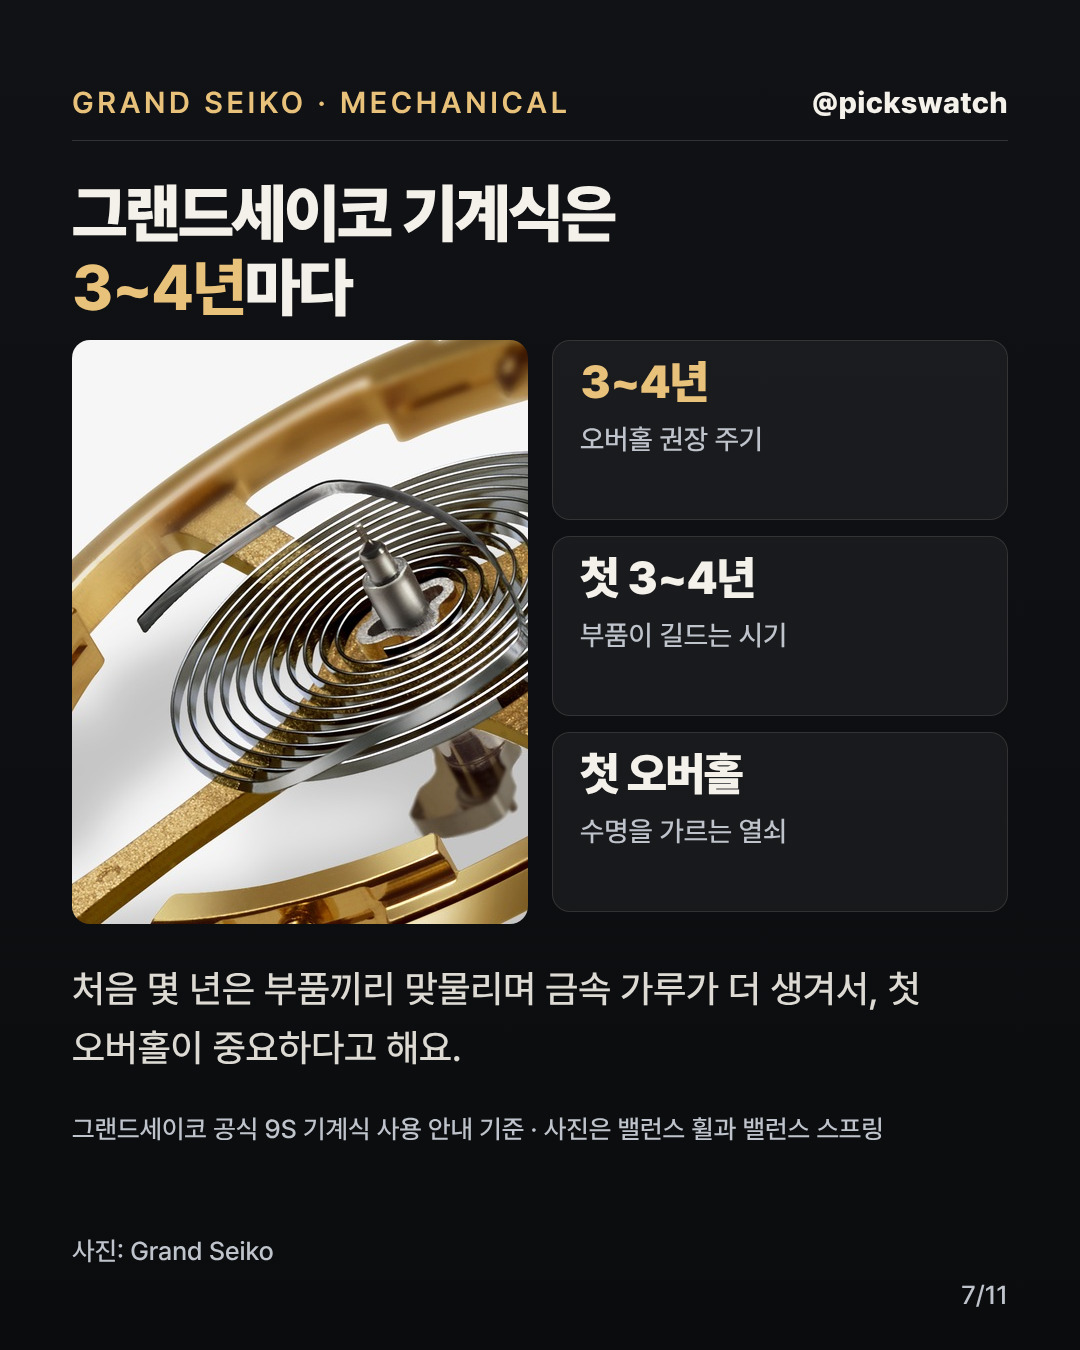 GRAND SEIKO · MECHANICAL
@pickswatch
그랜드세이코 기계식은
3~4년마다
3~4년
오버홀 권장 주기
첫 3~4년
부품이 길드는 시기
첫 오버홀
수명을 가르는 열쇠
처음 몇 년은 부품끼리 맞물리며 금속 가루가 더 생겨서, 첫
오버홀이 중요하다고 해요.
그랜드세이코 공식 9S 기계식 사용 안내 기준 · 사진은 밸런스 휠과 밸런스 스프링
사진: Grand Seiko
7/11